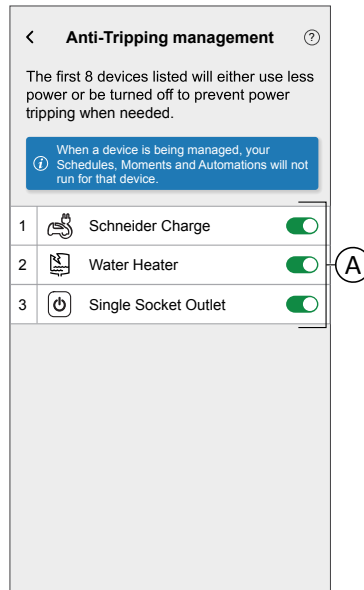 Anti-Tripping management ?
The first 8 devices listed will either use less
power or be turned off to prevent power
tripping when needed.
When a device is being managed, your
i Schedules, Moments and Automations will not
run for that device.
1 Schneider Charge
2 Water Heater
3 Single Socket Outlet
A